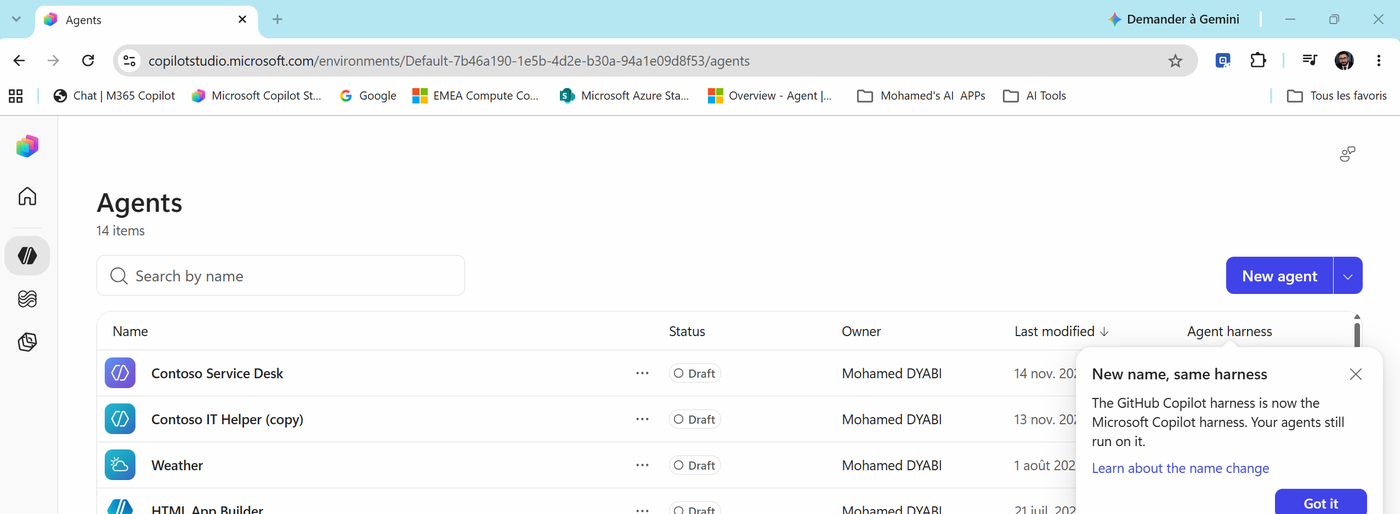 Agents
Demander à Gemini
copilotstudio.microsoft.com/environments/Default-7b46a190-1e5b-4d2e-b30a-94a1e09d8f53/agents
Chat | M365 Copilot
Microsoft Copilot St...
Google
EMEA Compute Co...
Microsoft Azure Sta...
Overview - Agent |...
Mohamed's AI APPs
AI Tools
Tous les favoris
Agents
14 items
Search by name
New agent
Name Status Owner Last modified ↓ Agent harness
Contoso Service Desk ... Draft Mohamed DYABI 14 nov. 202
Contoso IT Helper (copy) ... Draft Mohamed DYABI 13 nov. 202
Weather ... Draft Mohamed DYABI 1 août 202
HTML App Builder ... Draft Mohamed DYABI 21 juil. 202
New name, same harness
The GitHub Copilot harness is now the
Microsoft Copilot harness. Your agents still
run on it.
Learn about the name change
Got it